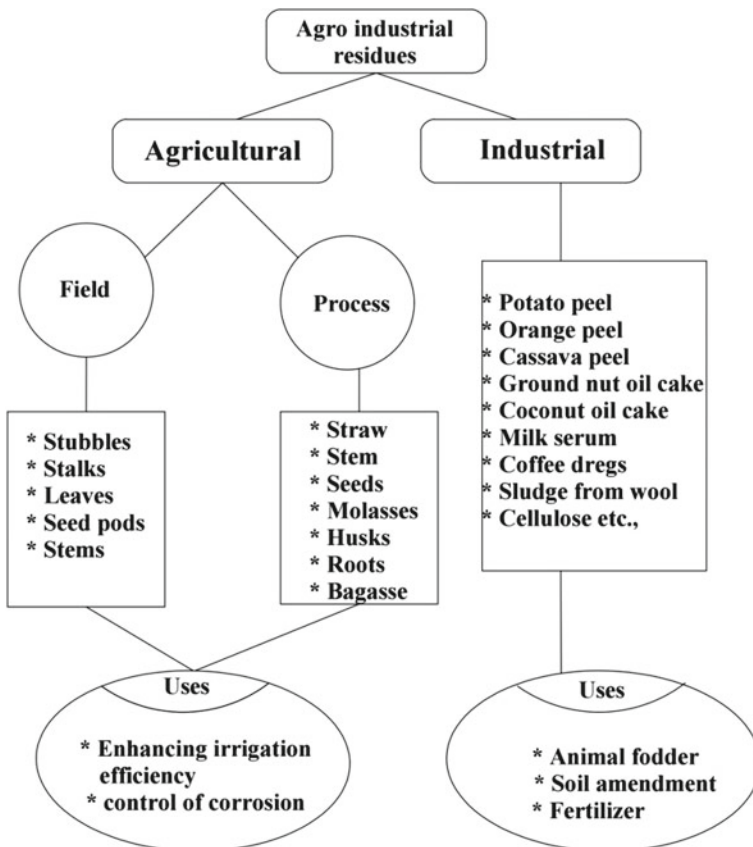 Agro industrial
residues
Agricultural
Industrial
Field
Process
* Stubbles
* Stalks
* Leaves
* Seed pods
* Stems
* Straw
* Stem
* Seeds
* Molasses
* Husks
* Roots
* Bagasse
* Potato peel
* Orange peel
* Cassava peel
* Ground nut oil cake
* Coconut oil cake
* Milk serum
* Coffee dregs
* Sludge from wool
* Cellulose etc.,
Uses
* Enhancing irrigation
efficiency
* control of corrosion
Uses
* Animal fodder
* Soil amendment
* Fertilizer